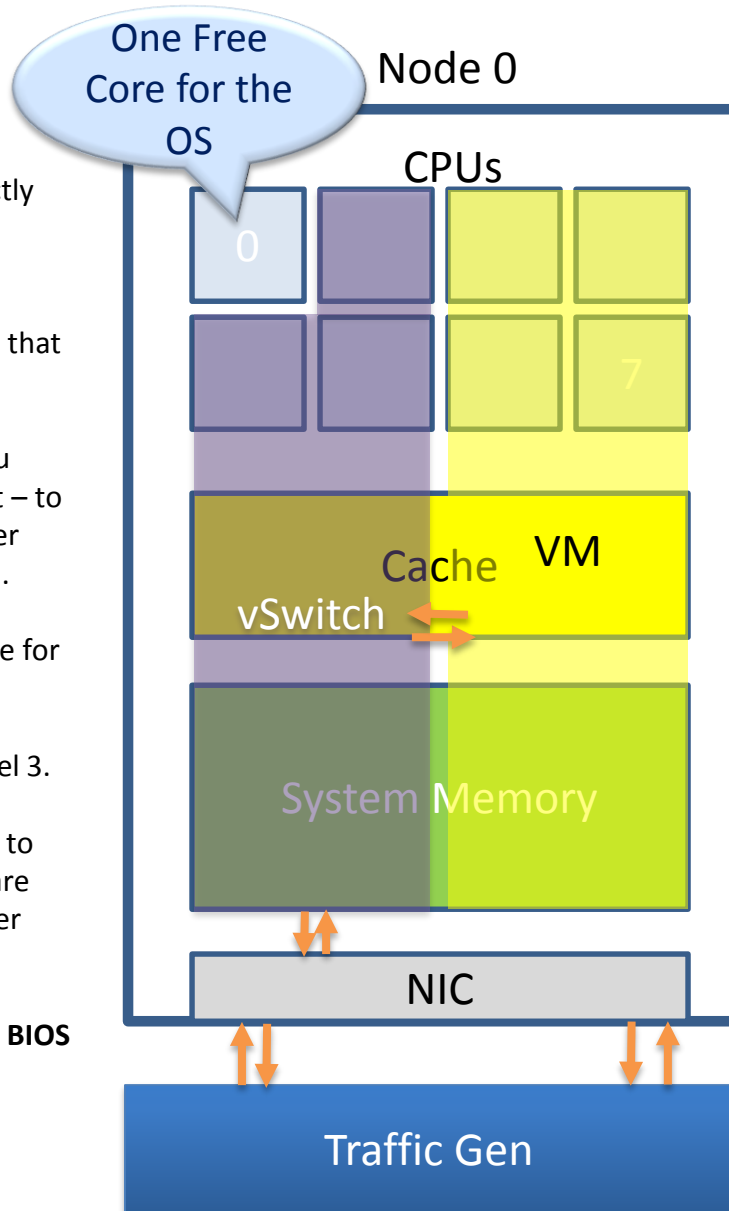 One Free
Core for the
OS
Node 0
CPUs
ctly
0
that
7
u
t – to
er
.
Cache
VM
vSwitch
e for
el 3.
System Memory
to
are
er
NIC
BIOS
Traffic Gen